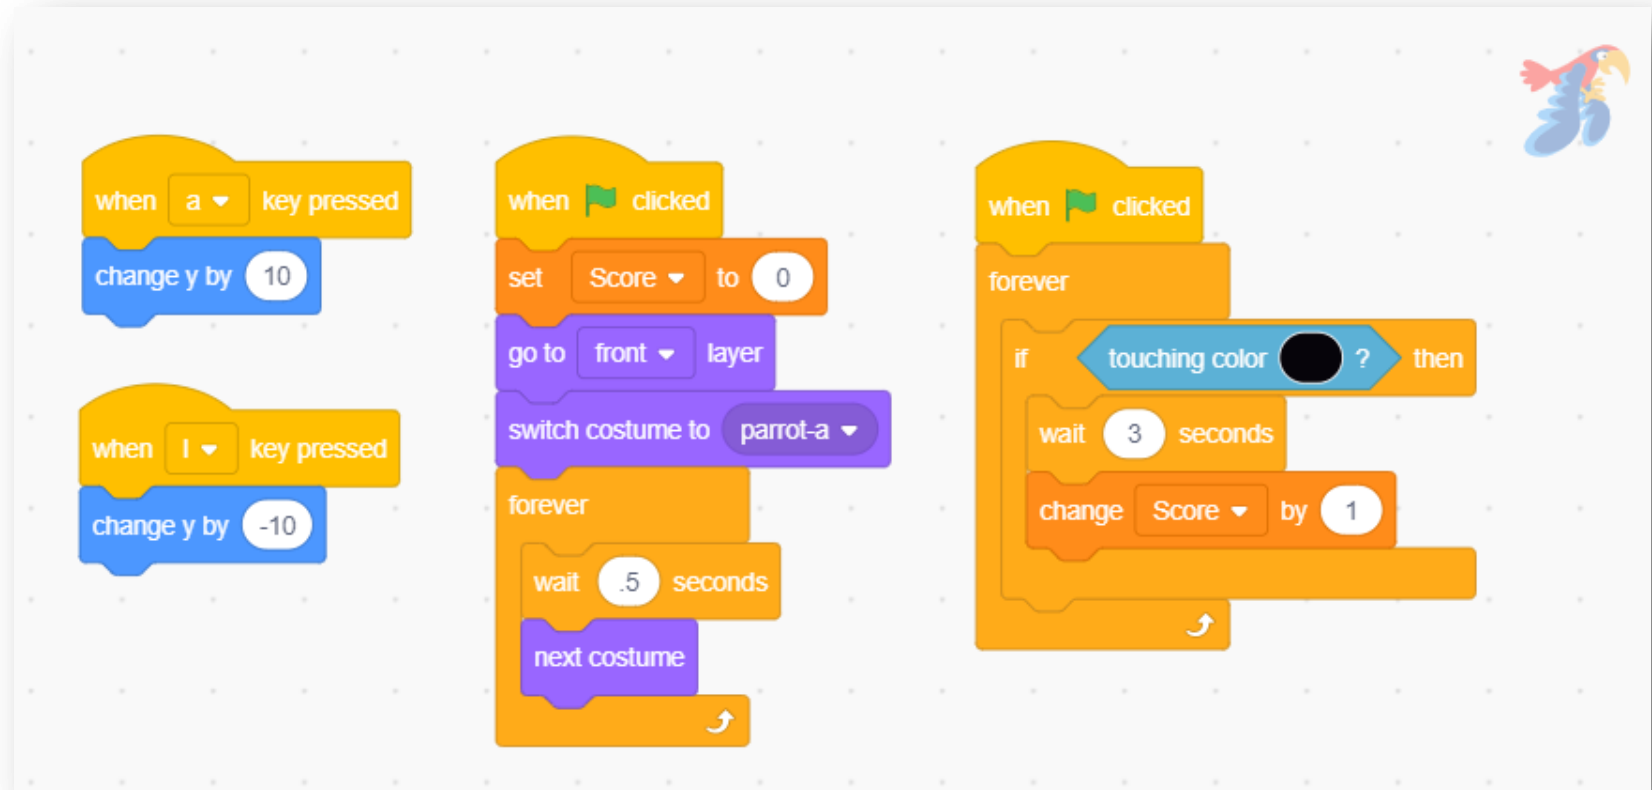 when a key pressed
change y by 10
when l key pressed
change y by -10
when clicked
set Score to 0
go to front layer
switch costume to parrot-a
forever
wait .5 seconds
next costume
when clicked
forever
if touching color ? then
wait 3 seconds
change Score by 1